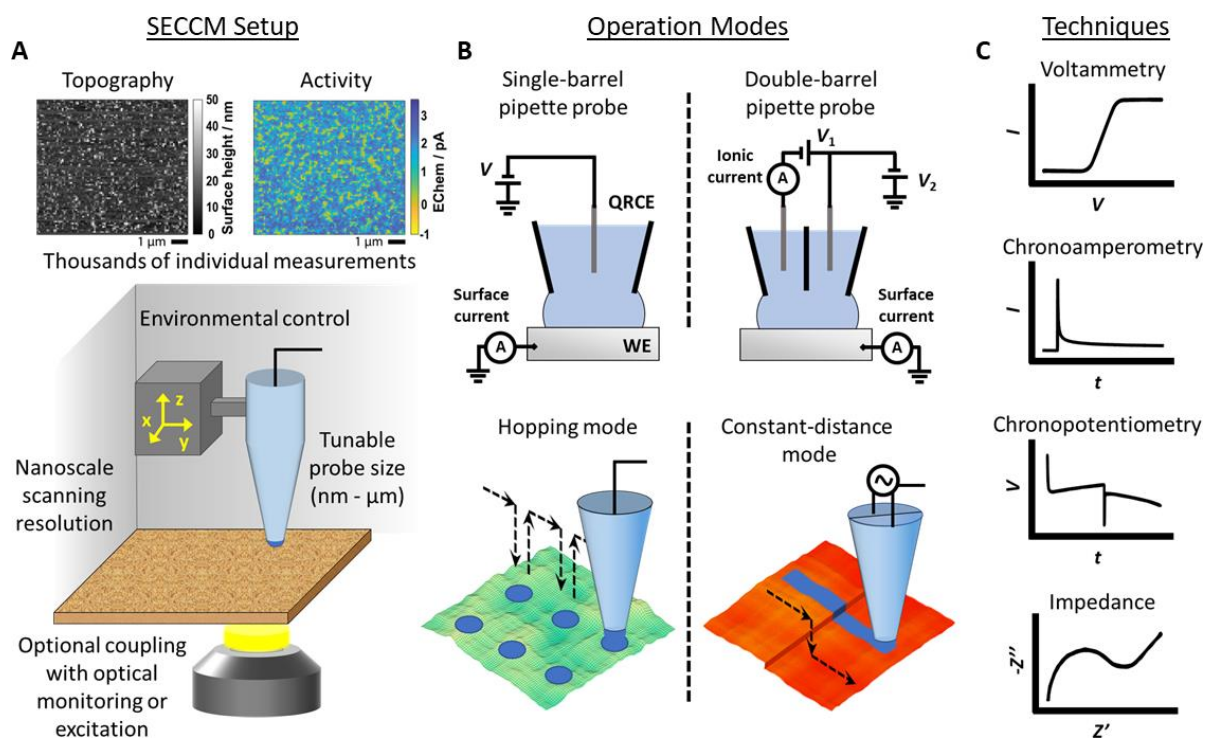 SECCM Setup
A
Topography
50
40
30
20
10
0
Surface height / nm
1 µm
Activity
3
2
1
0
-1
EChem / pA
1 µm
Thousands of individual measurements
Environmental control
z
x
y
Nanoscale
scanning
resolution
Tunable
probe size
(nm - µm)
Optional coupling
with optical
monitoring or
excitation
Operation Modes
B
Single-barrel
pipette probe
V
QRCE
Surface
current
A
WE
Double-barrel
pipette probe
V1
Ionic
current
A
V2
Surface
current
A
Hopping mode
Constant-distance
mode
Techniques
C
Voltammetry
I
V
Chronoamperometry
I
t
Chronopotentiometry
V
t
Impedance
-Z''
Z'